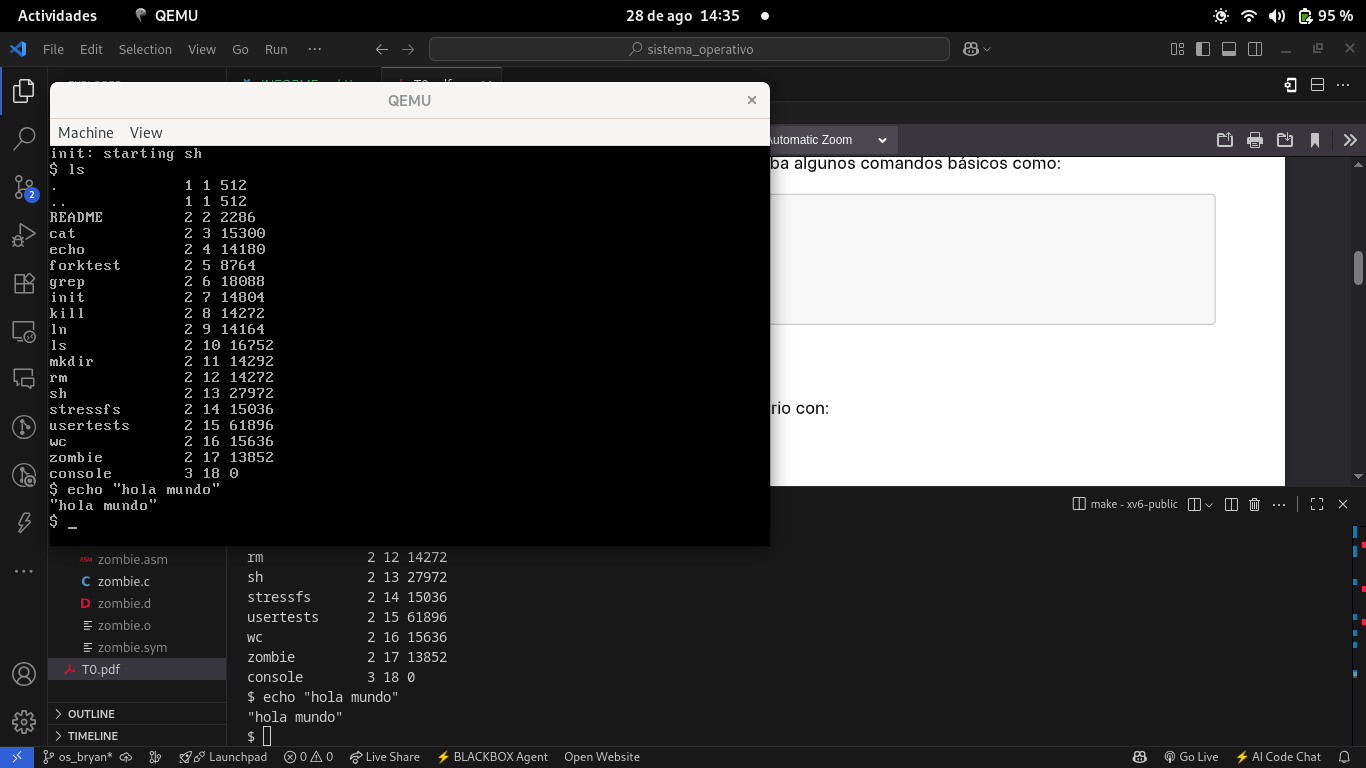 Actividades QEMU 28 de ago 14:35 95 %
File Edit Selection View Go Run ··· sistema_operativo
QEMU
Machine View
Automatic Zoom
init: starting sh
$ ls
. 1 1 512
.. 1 1 512
README 2 2 2286
cat 2 3 15300
echo 2 4 14180
forktest 2 5 8764
grep 2 6 18088
init 2 7 14804
kill 2 8 14272
ln 2 9 14164
ls 2 10 16752
mkdir 2 11 14292
rm 2 12 14272
sh 2 13 27972
stressfs 2 14 15036
usertests 2 15 61896
wc 2 16 15636
zombie 2 17 13852
console 3 18 0
$ echo "hola mundo"
"hola mundo"
$ _
ba algunos comandos básicos como:
rio con:
2
make - xv6-public
zombie.asm
zombie.c
zombie.d
zombie.o
zombie.sym
T0.pdf
OUTLINE
TIMELINE
rm 2 12 14272
sh 2 13 27972
stressfs 2 14 15036
usertests 2 15 61896
wc 2 16 15636
zombie 2 17 13852
console 3 18 0
$ echo "hola mundo"
"hola mundo"
$
os_bryan* Launchpad 0 0 Live Share BLACKBOX Agent Open Website Go Live AI Code Chat